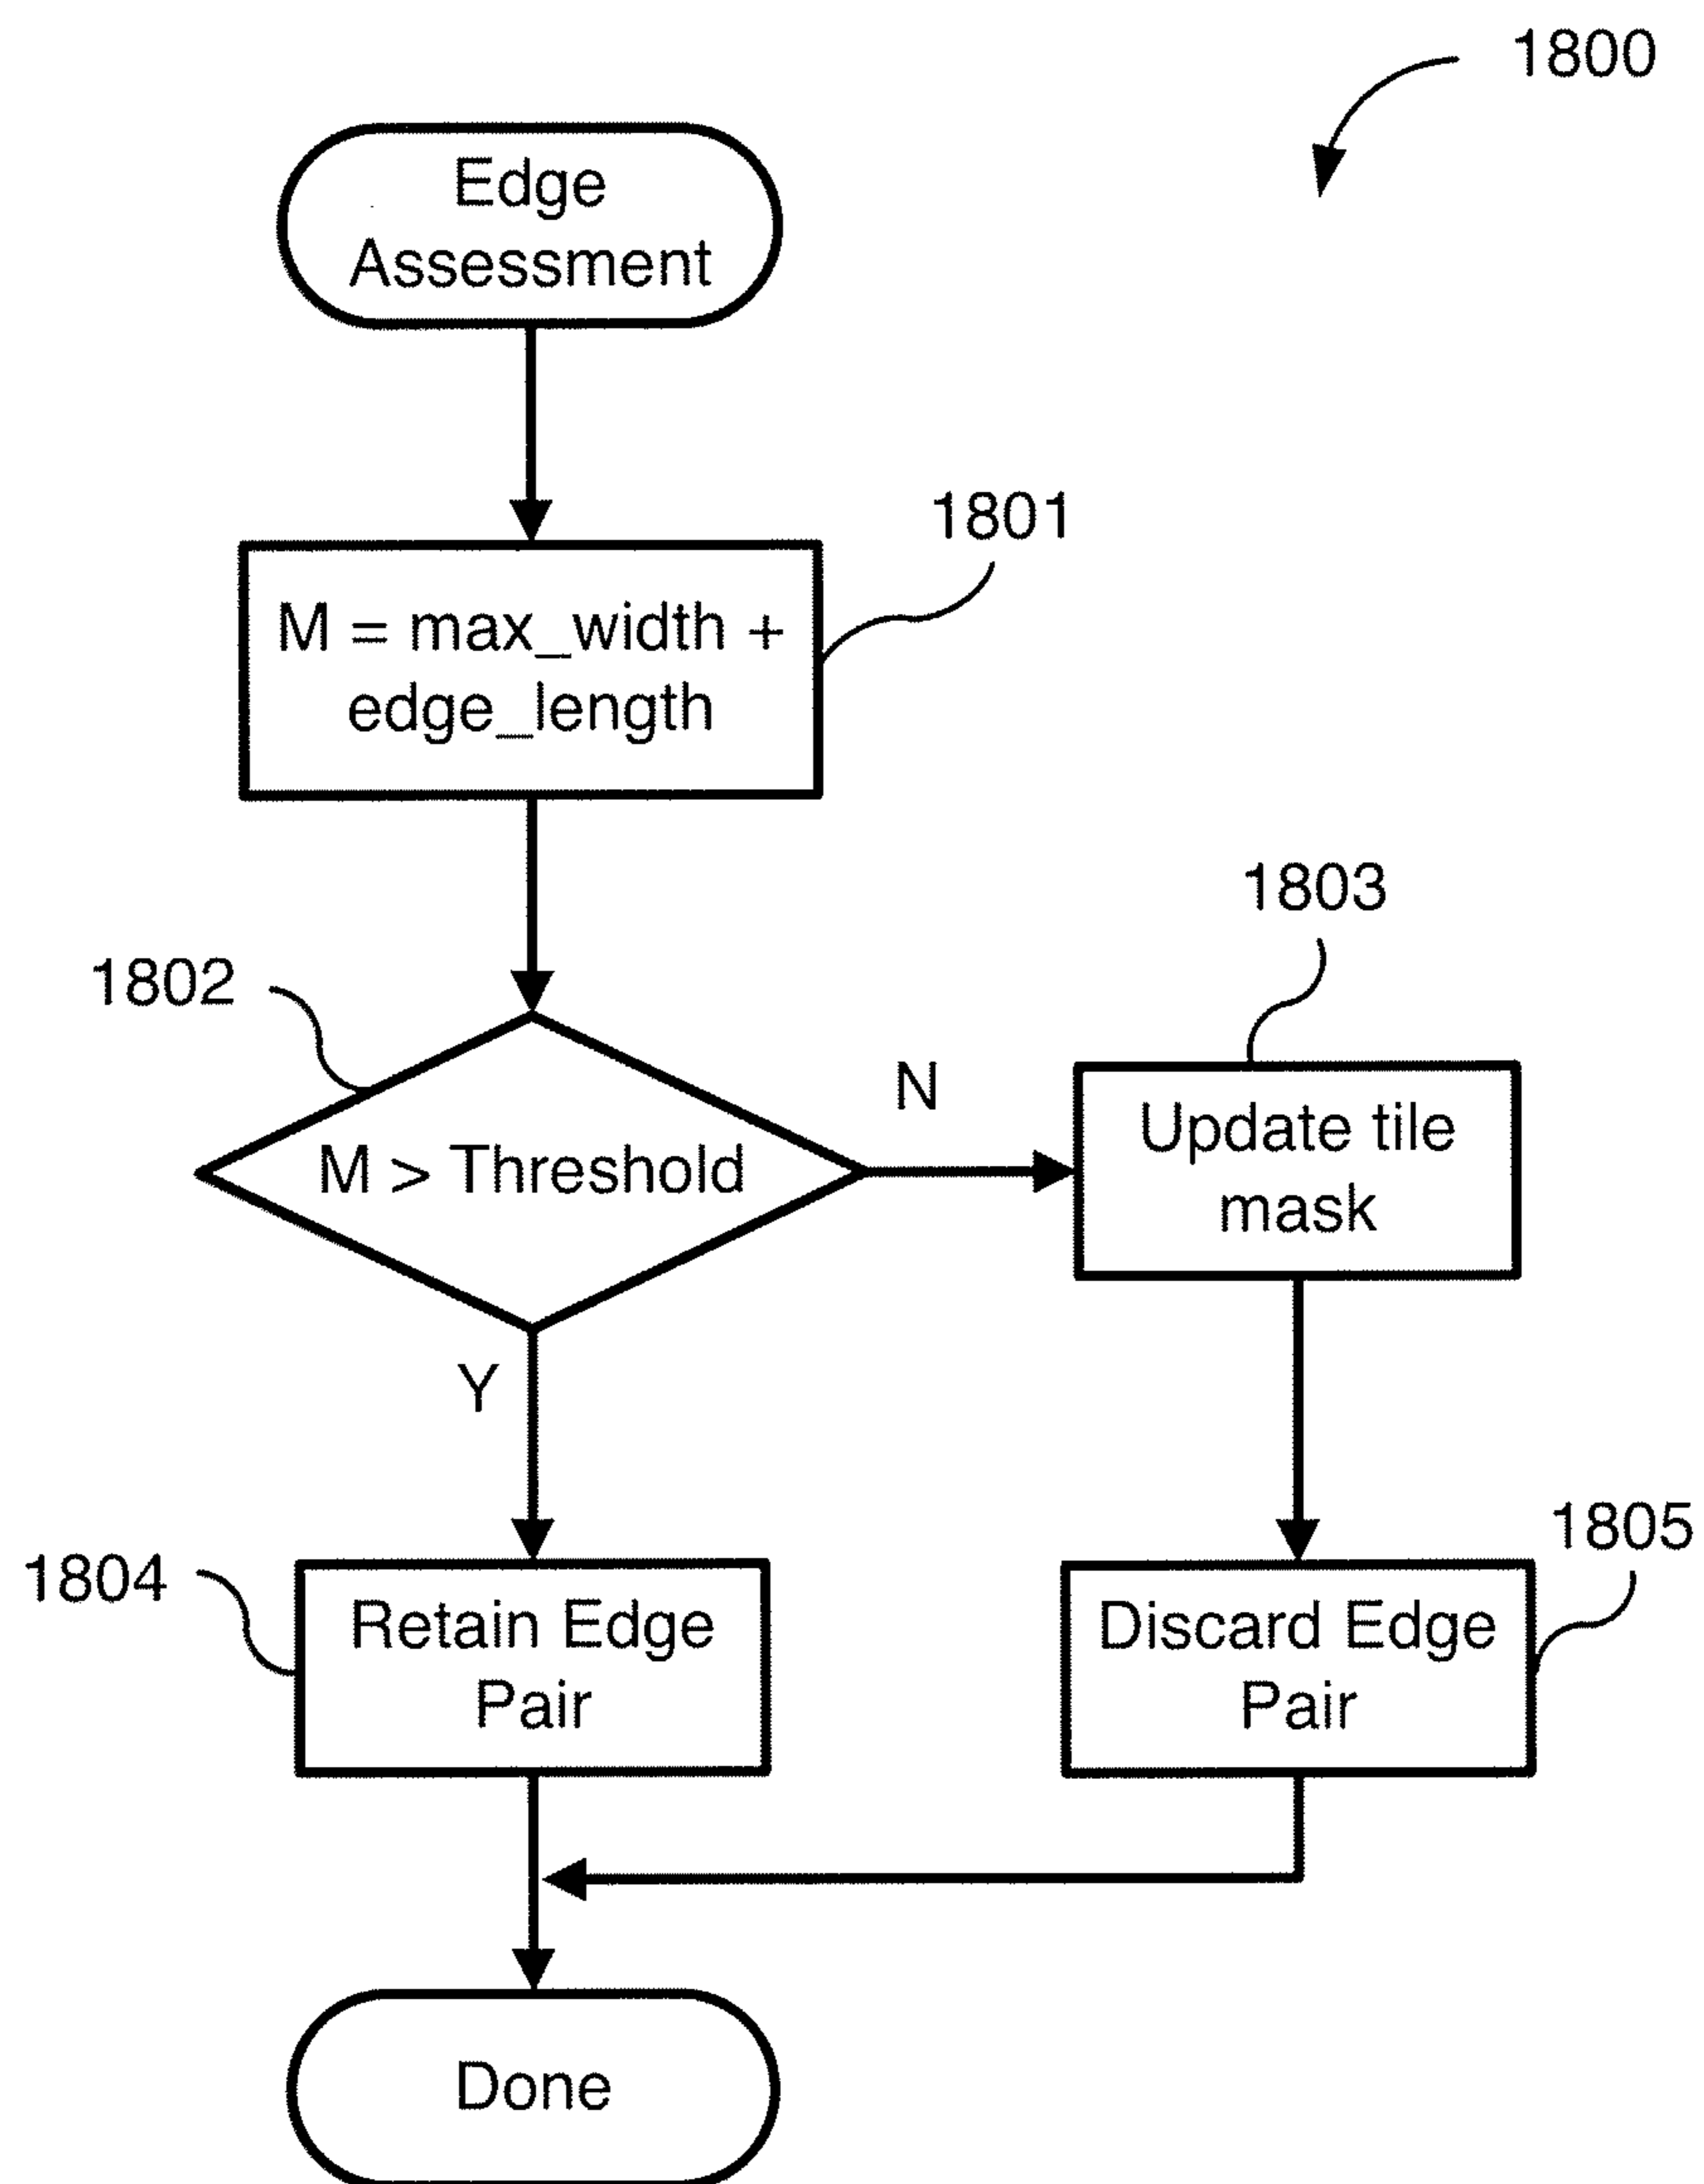 1800
Edge
Assessment
1801
M = max_width +
edge_length
1803
1802
N
M > Threshold
Update tile
mask
Y
1805
1804
Retain Edge
Pair
Discard Edge
Pair
Done